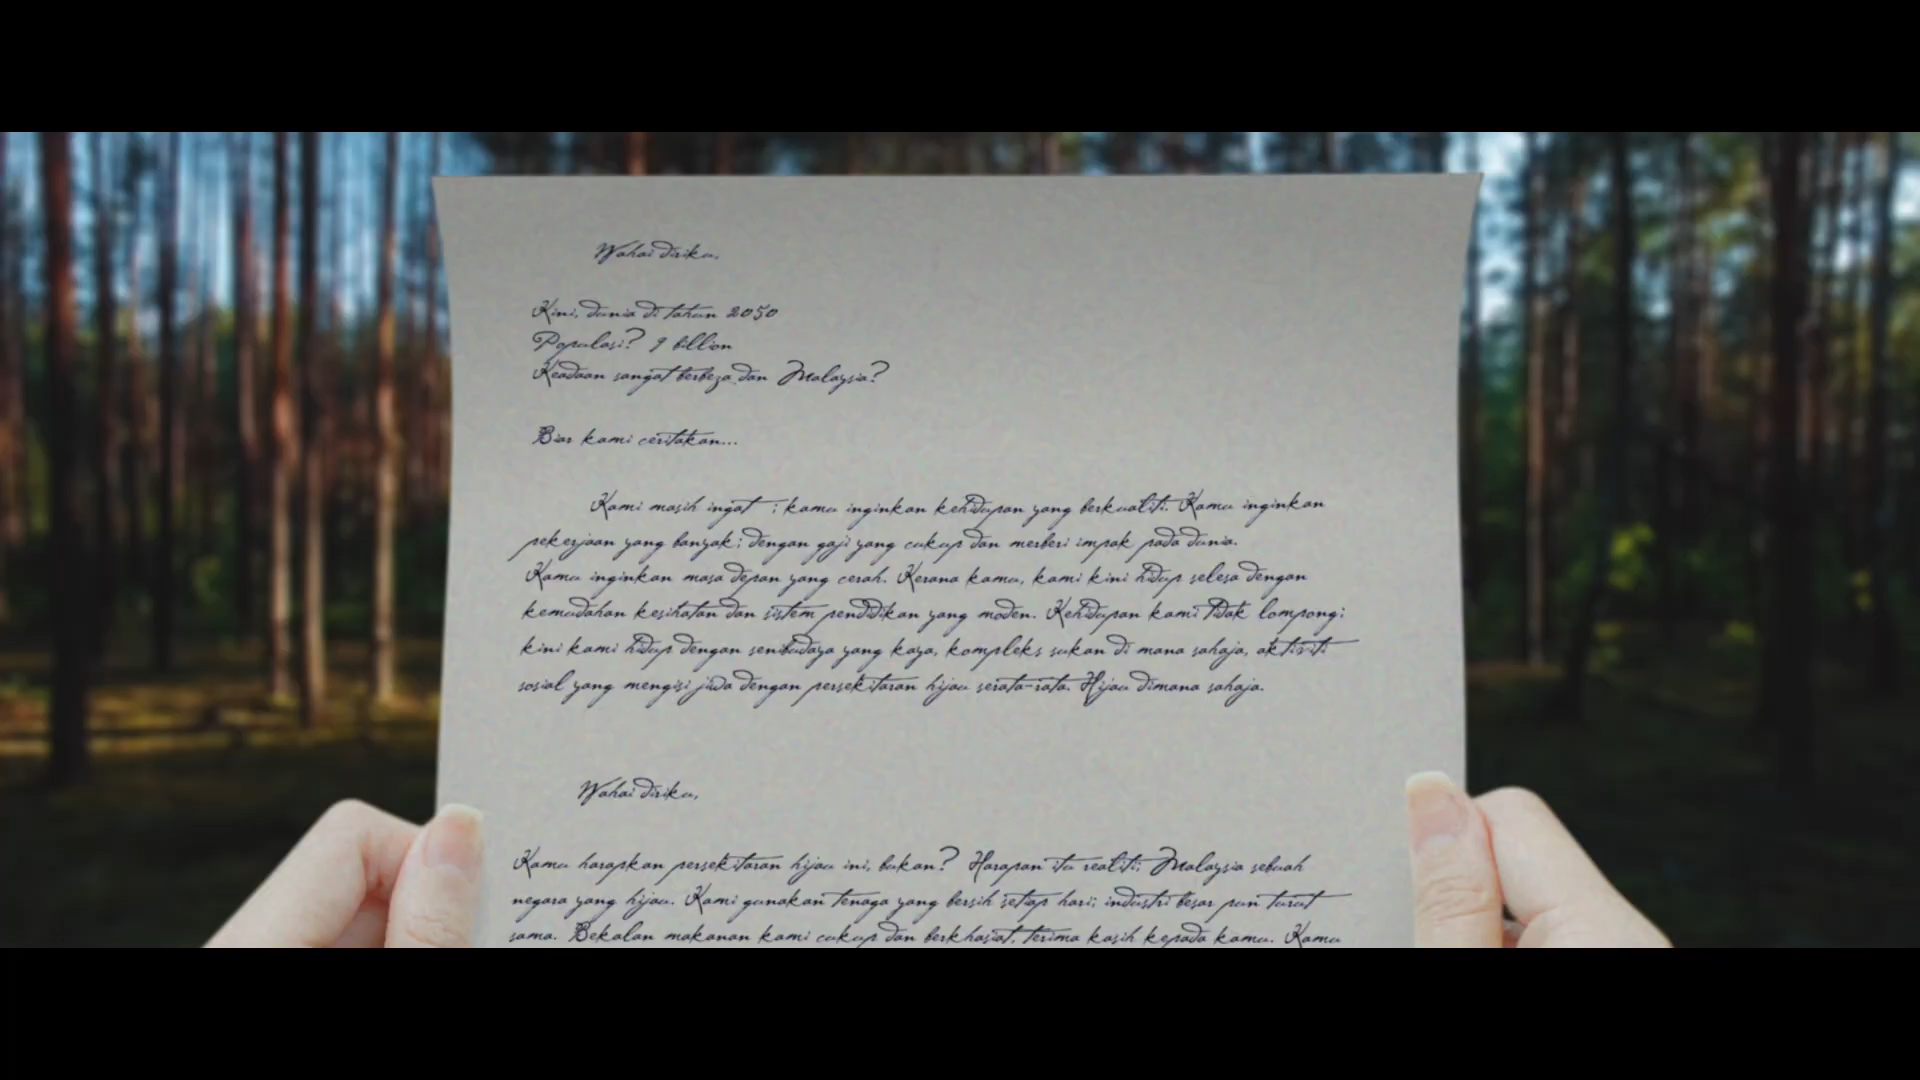 Wahai diriku,
Kini, dunia di tahun 2050
Populasi? 9 billion
Keadaan sangat berbeza dan Malaysia?
Biar kami ceritakan...
Kami masih ingat ; kamu inginkan kehidupan yang berkualiti. Kamu inginkan
pekerjaan yang banyak; dengan gaji yang cukup dan merberi impak pada dunia.
Kamu inginkan masa depan yang cerah. Kerana kamu, kami kini hidup selesa dengan
kemudahan kesihatan dan sistem pendidikan yang moden. Kehidupan kami tidak lompong;
kini kami hidup dengan senibudaya yang kaya, kompleks sukan di mana sahaja, aktiviti
sosial yang mengisi jiwa dengan persekitaran hijau serata-rata. Hijau dimana sahaja.
Wahai diriku,
Kamu harapkan persekitaran hijau ini, bukan? Harapan itu realiti; Malaysia sebuah
negara yang hijau. Kami gunakan tenaga yang bersih setiap hari; industri besar pun turut
sama. Bekalan makanan kami cukup dan berkhasiat, terima kasih kepada kamu. Kamu